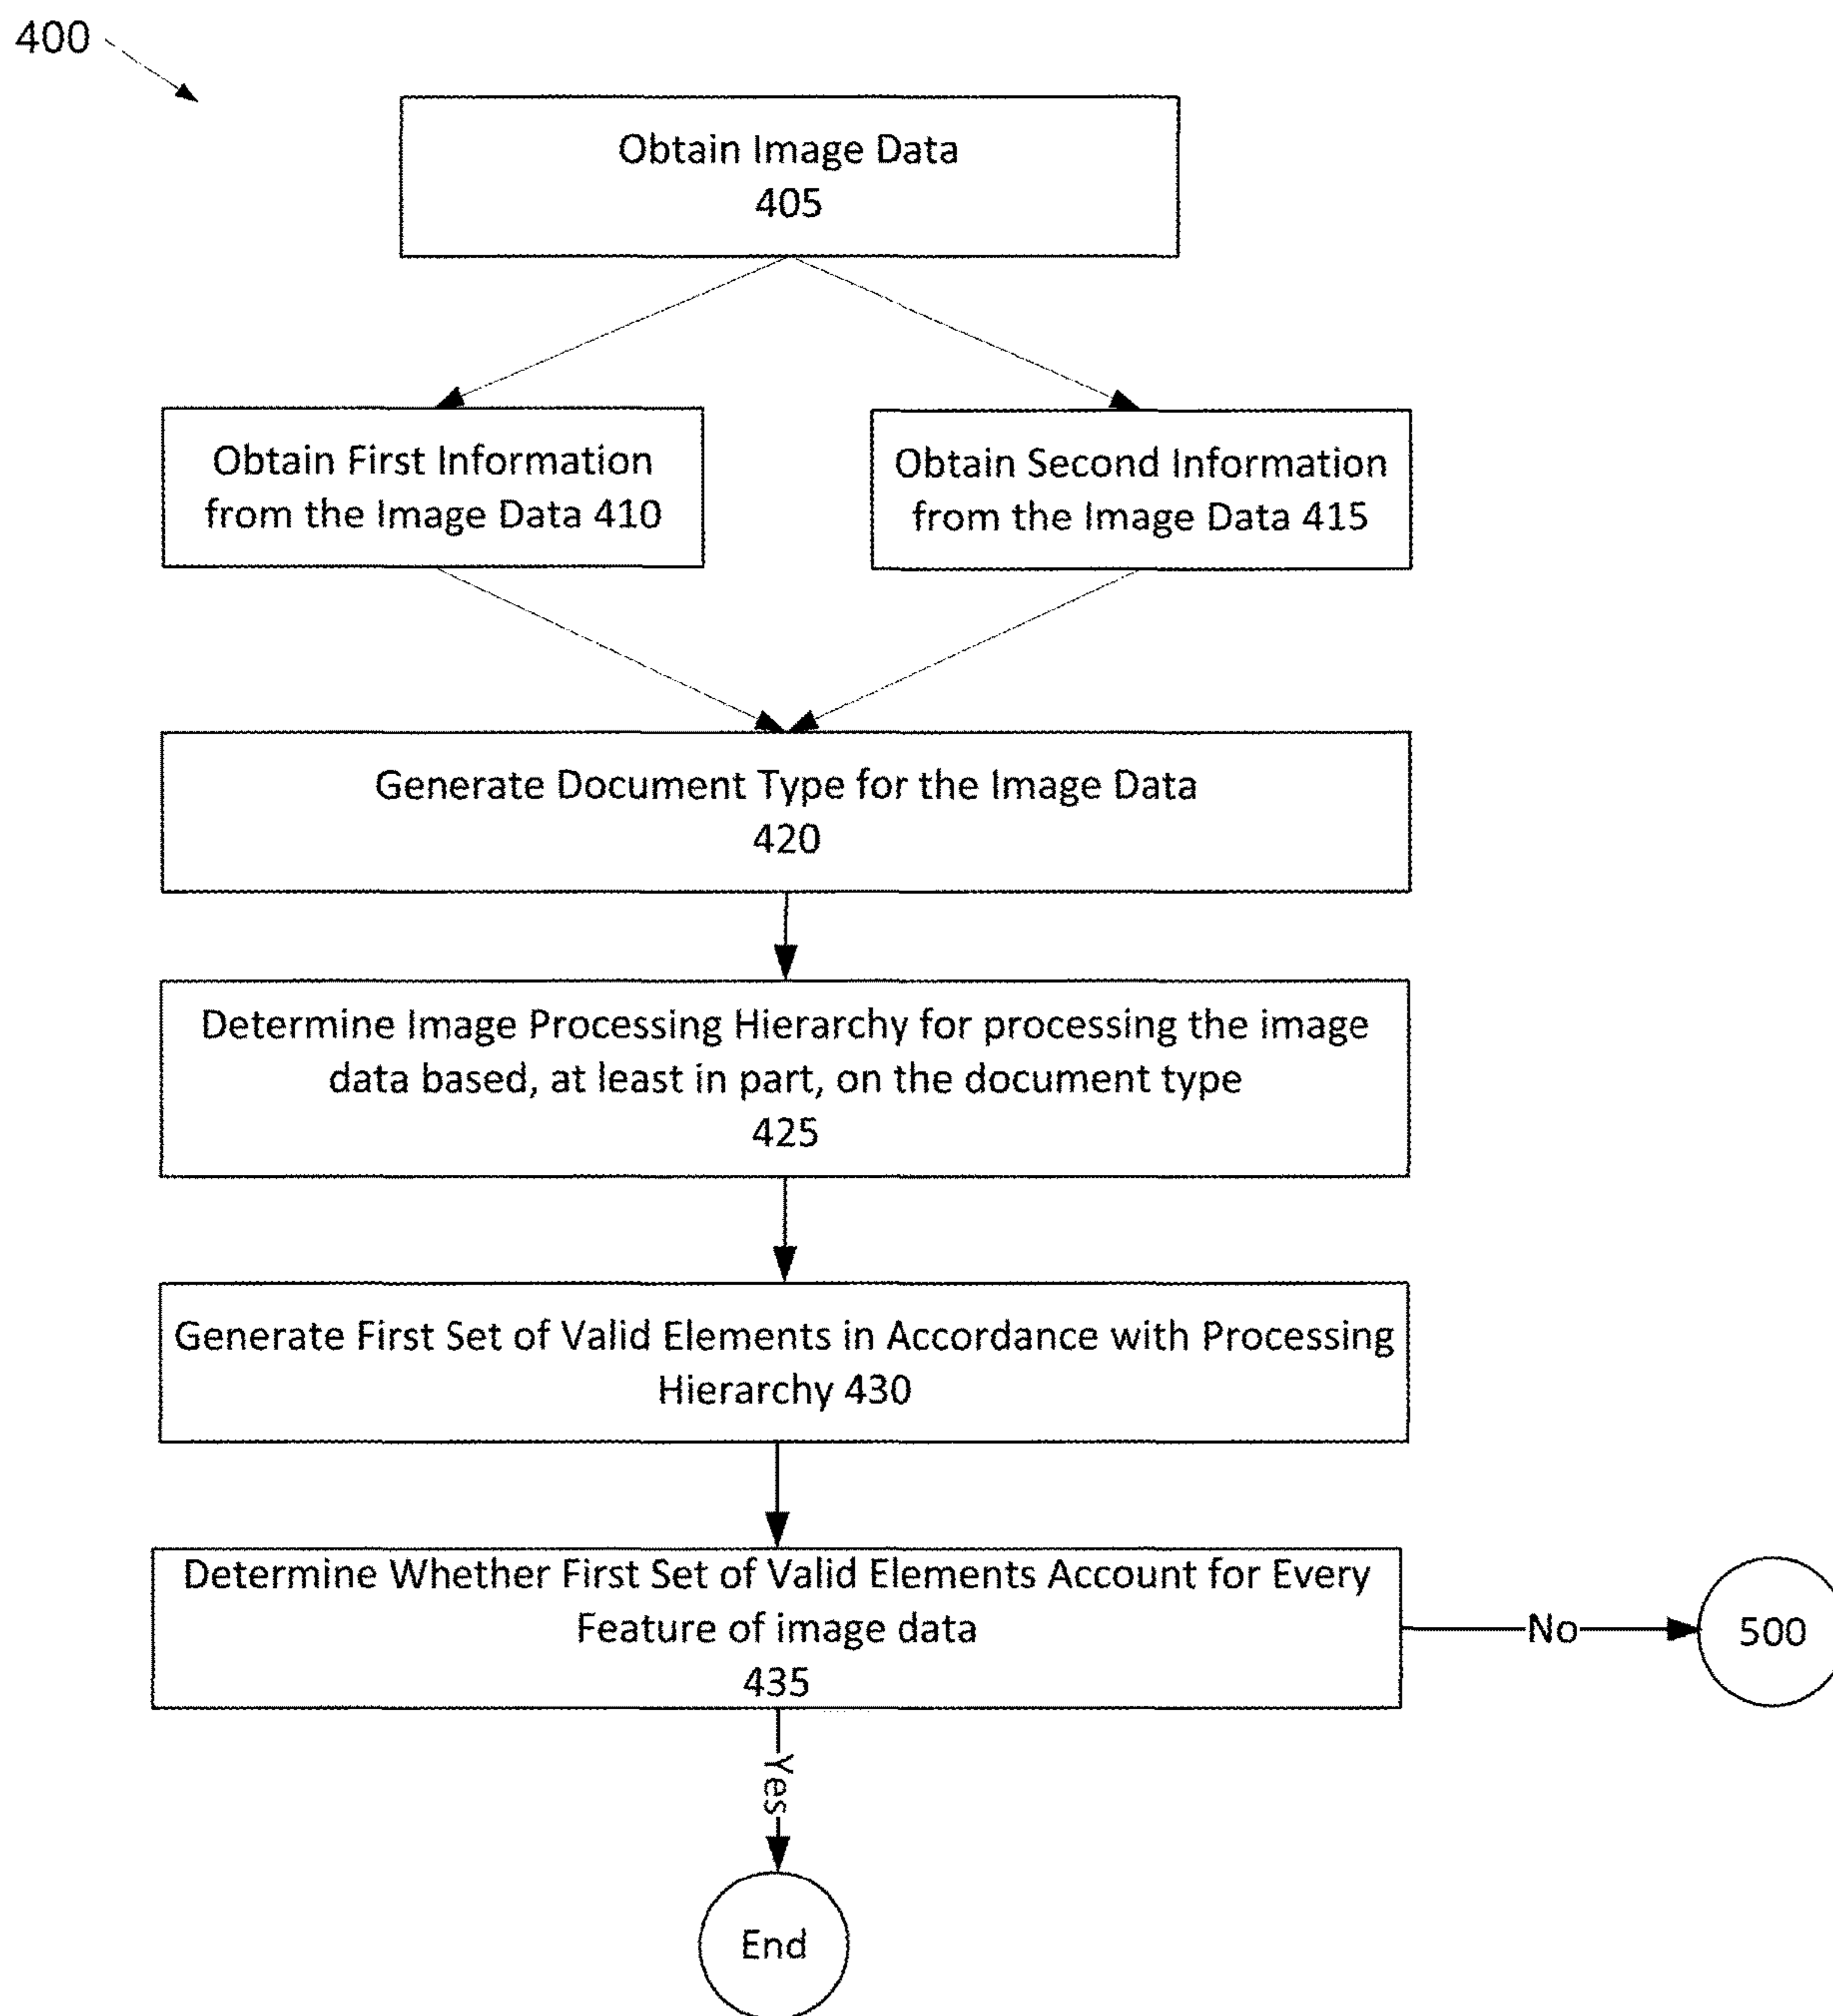 400
Obtain Image Data
405
Obtain First Information
from the Image Data 410
Obtain Second Information
from the Image Data 415
Generate Document Type for the Image Data
420
Determine Image Processing Hierarchy for processing the image
data based, at least in part, on the document type
425
Generate First Set of Valid Elements in Accordance with Processing
Hierarchy 430
Determine Whether First Set of Valid Elements Account for Every
Feature of image data
435
No
500
Yes
End